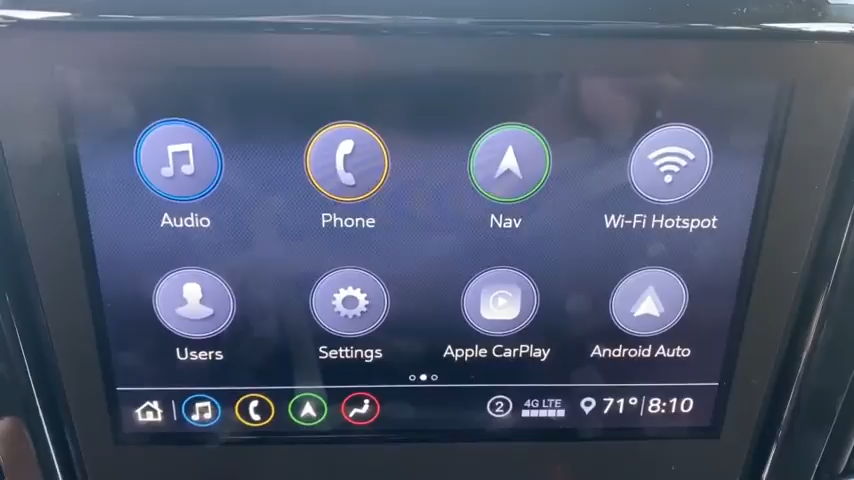 Audio Phone Nav Wi-Fi Hotspot
Users Settings Apple CarPlay Android Auto
2 4G LTE 71° 8:10